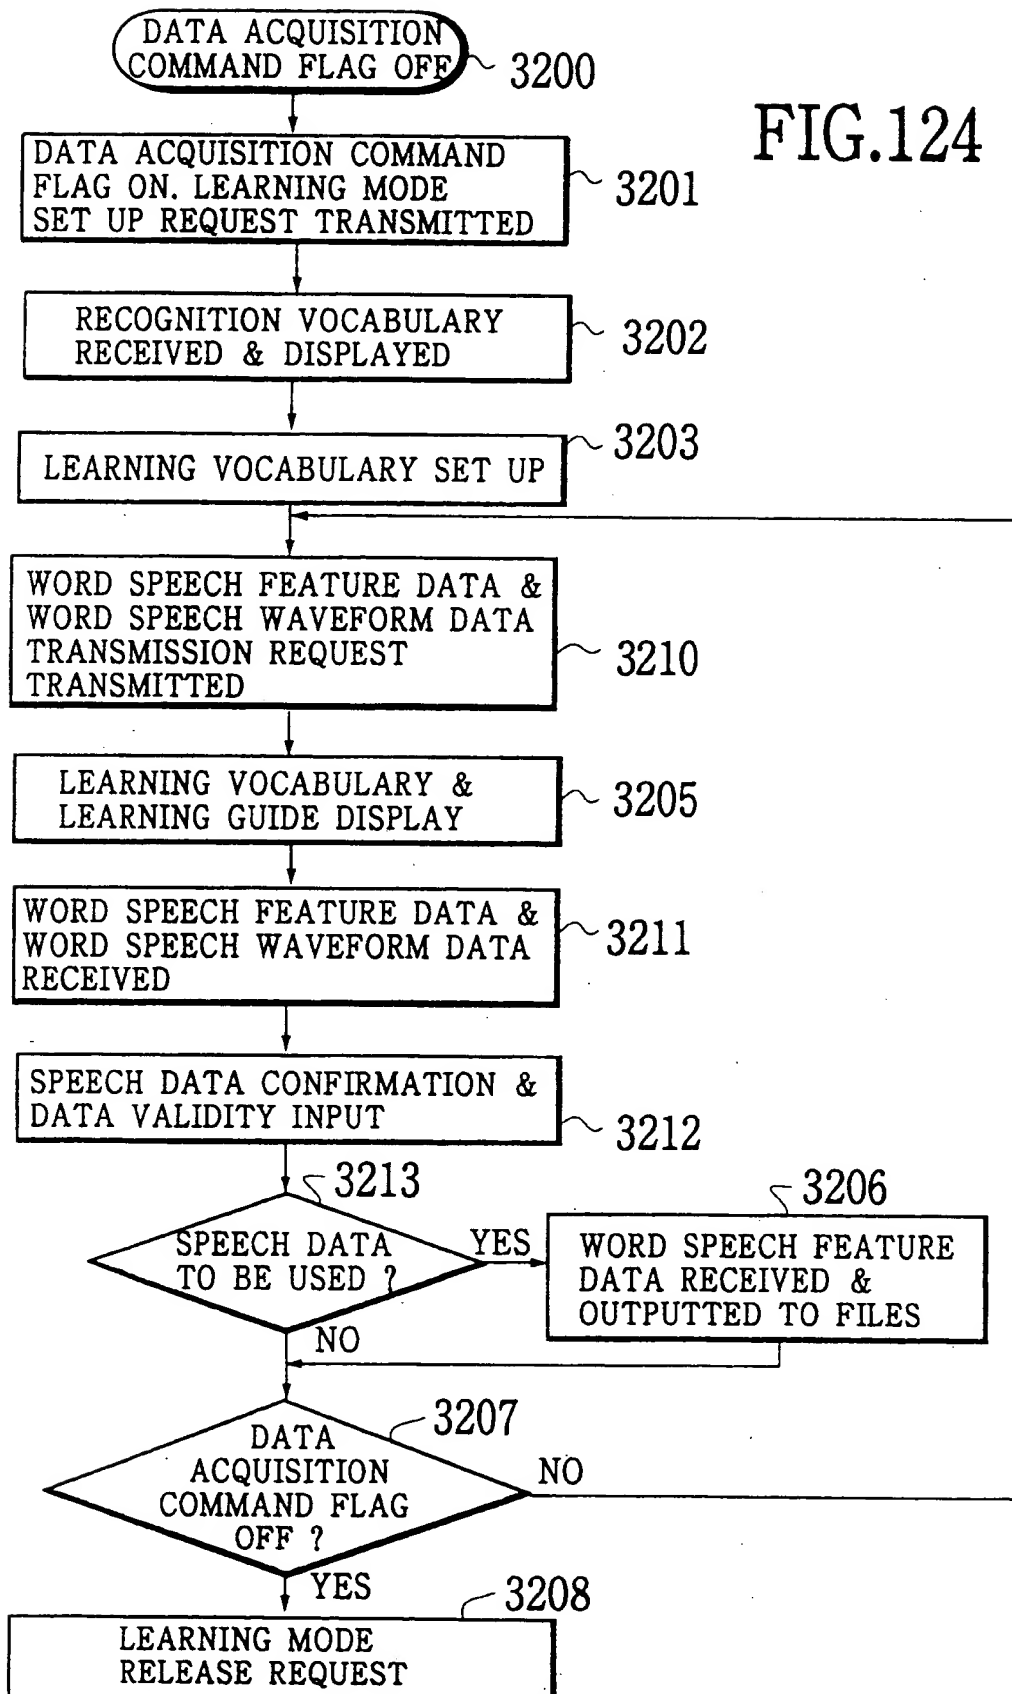 DATA ACQUISITION
COMMAND FLAG OFF
3200
FIG.124
DATA ACQUISITION COMMAND
FLAG ON. LEARNING MODE
SET UP REQUEST TRANSMITTED
3201
RECOGNITION VOCABULARY
RECEIVED & DISPLAYED
3202
LEARNING VOCABULARY SET UP
3203
WORD SPEECH FEATURE DATA &
WORD SPEECH WAVEFORM DATA
TRANSMISSION REQUEST
TRANSMITTED
3210
LEARNING VOCABULARY &
LEARNING GUIDE DISPLAY
3205
WORD SPEECH FEATURE DATA &
WORD SPEECH WAVEFORM DATA
RECEIVED
3211
SPEECH DATA CONFIRMATION &
DATA VALIDITY INPUT
3212
3213
SPEECH DATA
TO BE USED ?
YES
NO
3206
WORD SPEECH FEATURE
DATA RECEIVED &
OUTPUTTED TO FILES
3207
DATA
ACQUISITION
COMMAND FLAG
OFF ?
NO
YES
3208
LEARNING MODE
RELEASE REQUEST